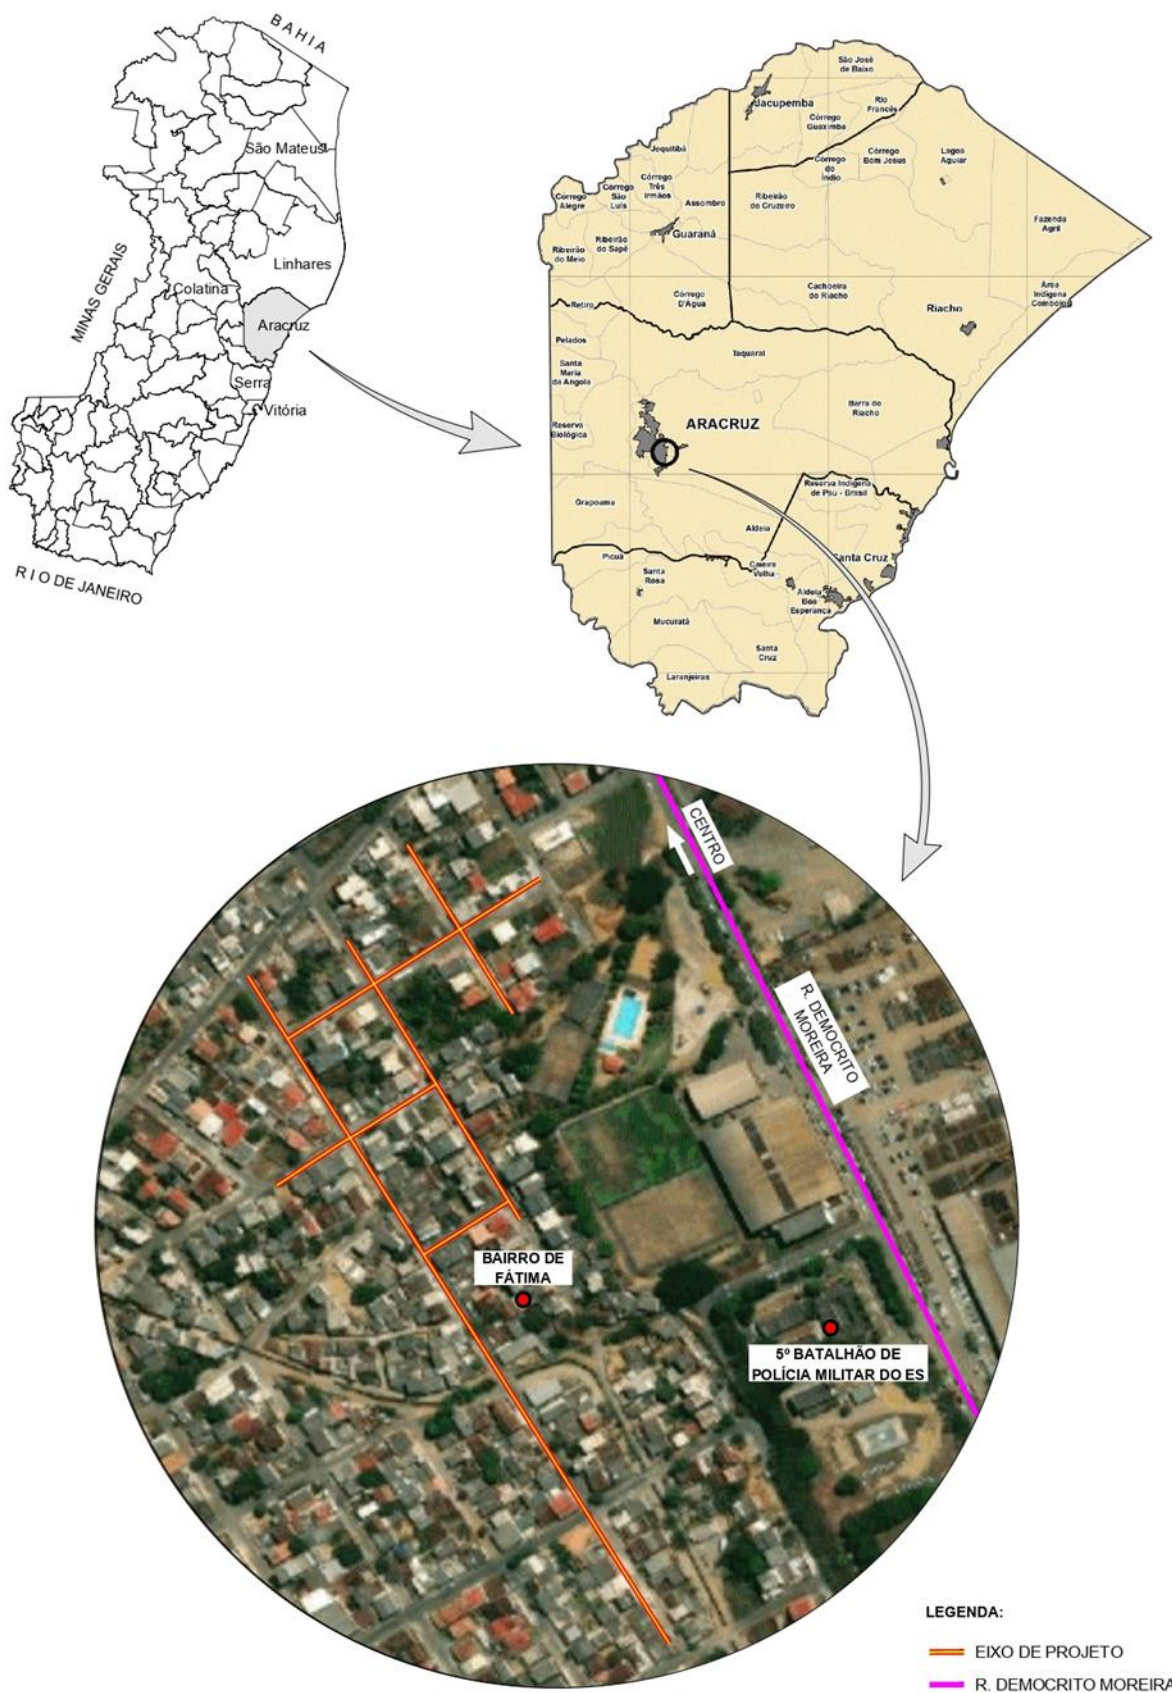 BAHIA
São Mateus
MINAS GERAIS
Linhares
Colatina
Aracruz
Serra
Vitória
RIO DE JANEIRO
São José
de Baixo
Jacupemba
Rio
Francês
Córrego
Guaximba
Jequitibá
Córrego
Bom Jesus
Lagoa
Aguiar
Córrego
do
Índio
Córrego
Três
Irmãos
Córrego
São
Luis
Córrego
Alegre
Assombro
Ribeirão
do Cruzeiro
Fazenda
Agril
Guaraná
Ribeirão
do Sapê
Ribeirão
do Meio
Cachoeira
do Riacho
Área
Indígena
Comboios
Córrego
D'Agua
Retiro
Riacho
Pelados
Taquaral
Santa
Maria
de Angola
Barra do
Riacho
ARACRUZ
Reserva
Biológica
Reserva Indígena
de Pau - Brasil
Grapoama
Aldeia
Picuã
Santa Cruz
Caieira
Velha
Santa
Rosa
Aldeia
Boa
Esperança
Mucuratá
Santa
Cruz
Laranjeiras
CENTRO
R. DEMOCRITO
MOREIRA
BAIRRO DE
FÁTIMA
5º BATALHÃO DE
POLÍCIA MILITAR DO ES
LEGENDA:
EIXO DE PROJETO
R. DEMOCRITO MOREIRA